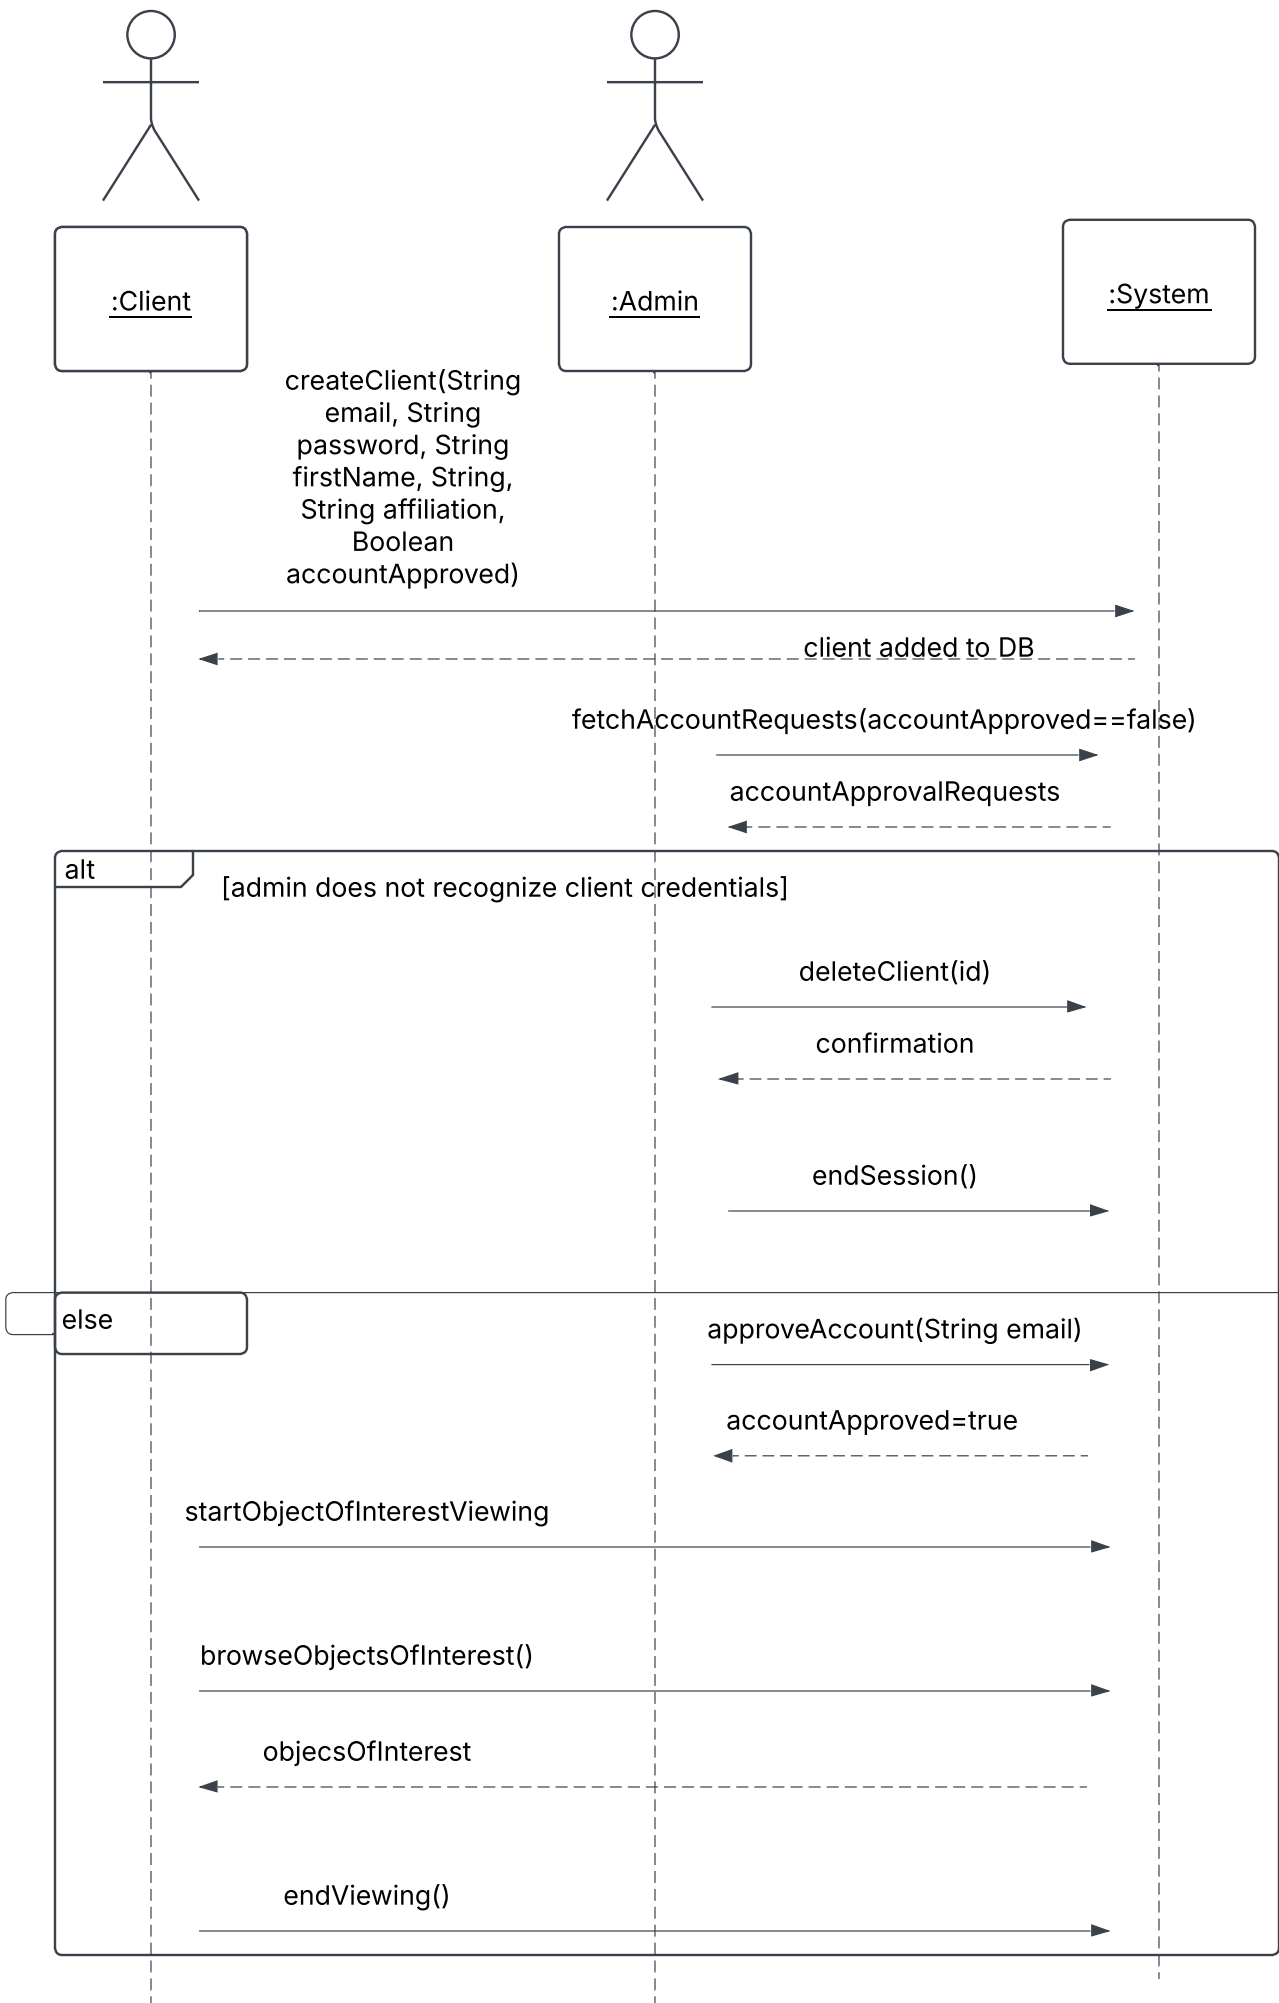 :Client
:Admin
:System
createClient(String
email, String
password, String
firstName, String,
String affiliation,
Boolean
accountApproved)
client added to DB
fetchAccountRequests(accountApproved==false)
accountApprovalRequests
alt
[admin does not recognize client credentials]
deleteClient(id)
confirmation
endSession()
else
approveAccount(String email)
accountApproved=true
startObjectOfInterestViewing
browseObjectsOfInterest()
objecsOfInterest
endViewing()